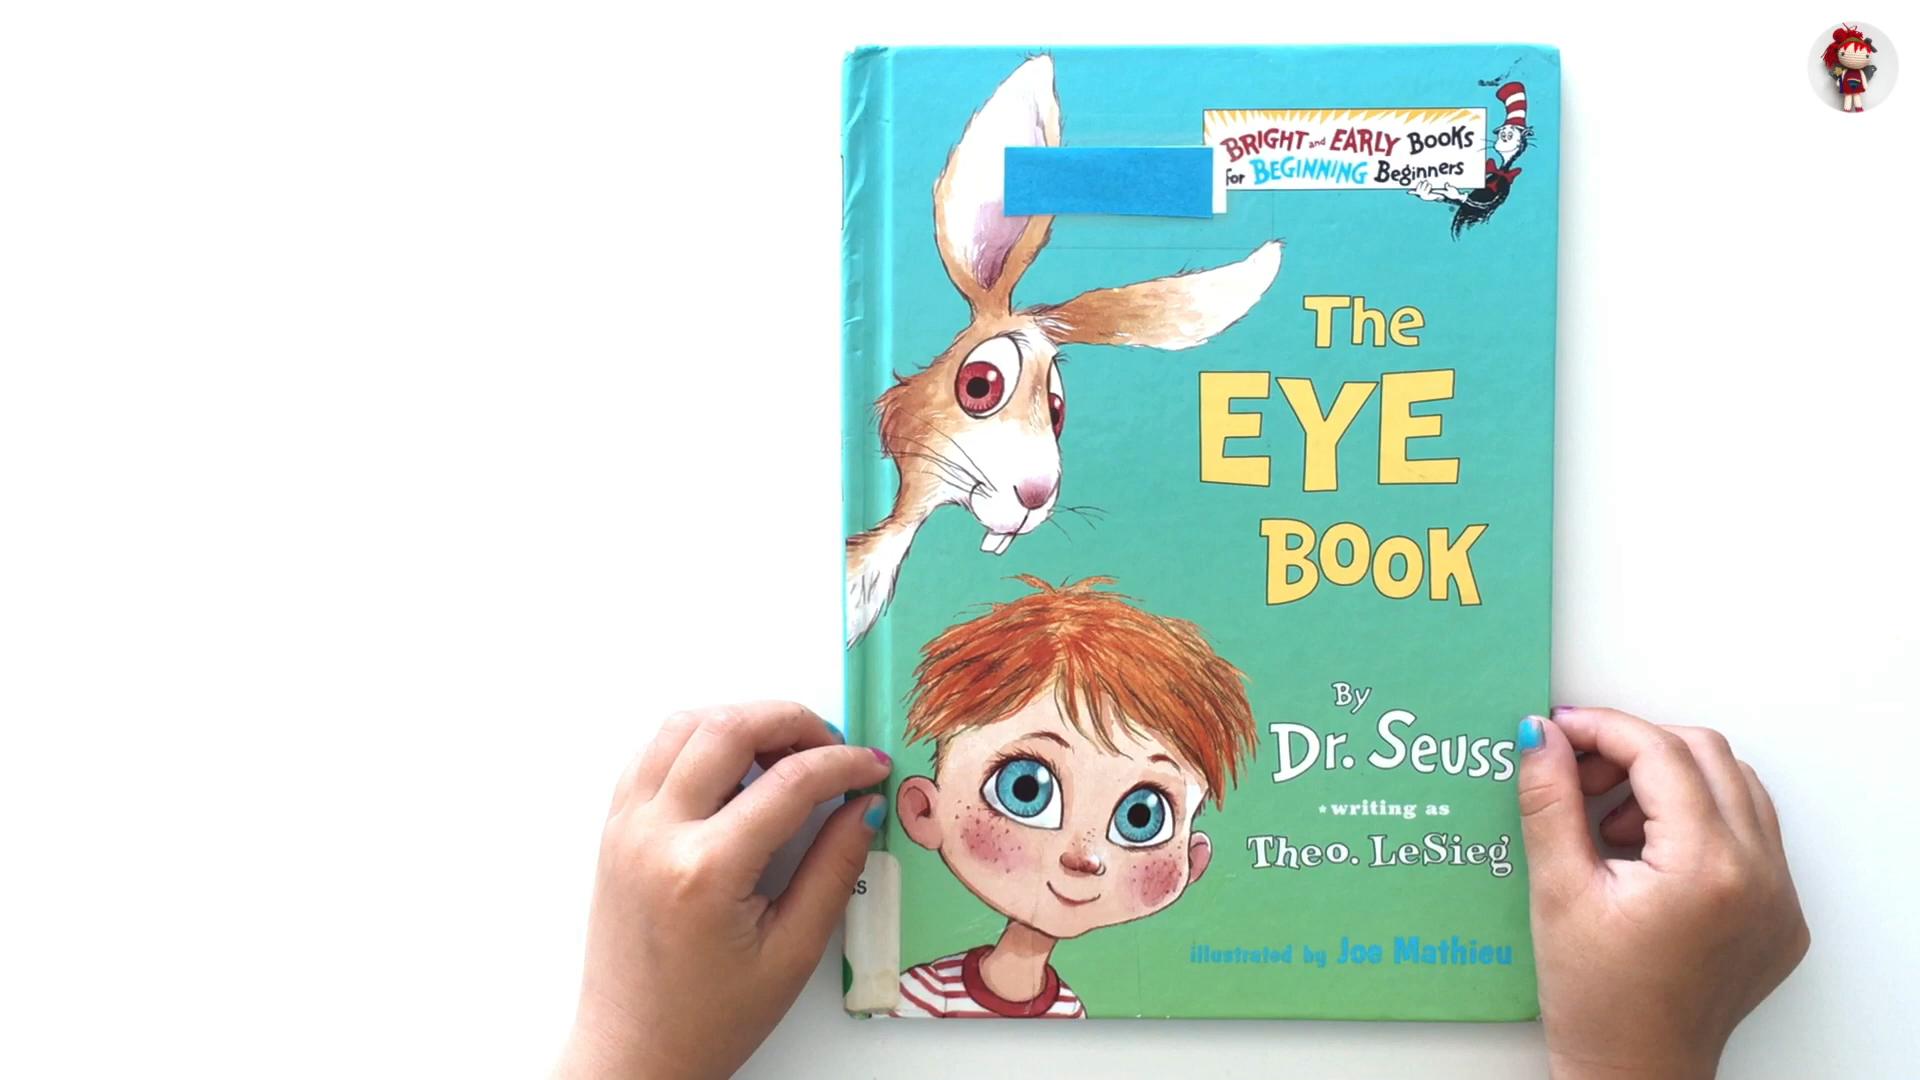 BRIGHT and EARLY BOOKS
for BEGINNING Beginners
The
EYE
BOOK
By
Dr. Seuss
*writing as
Theo. LeSieg
illustrated by Joe Mathieu